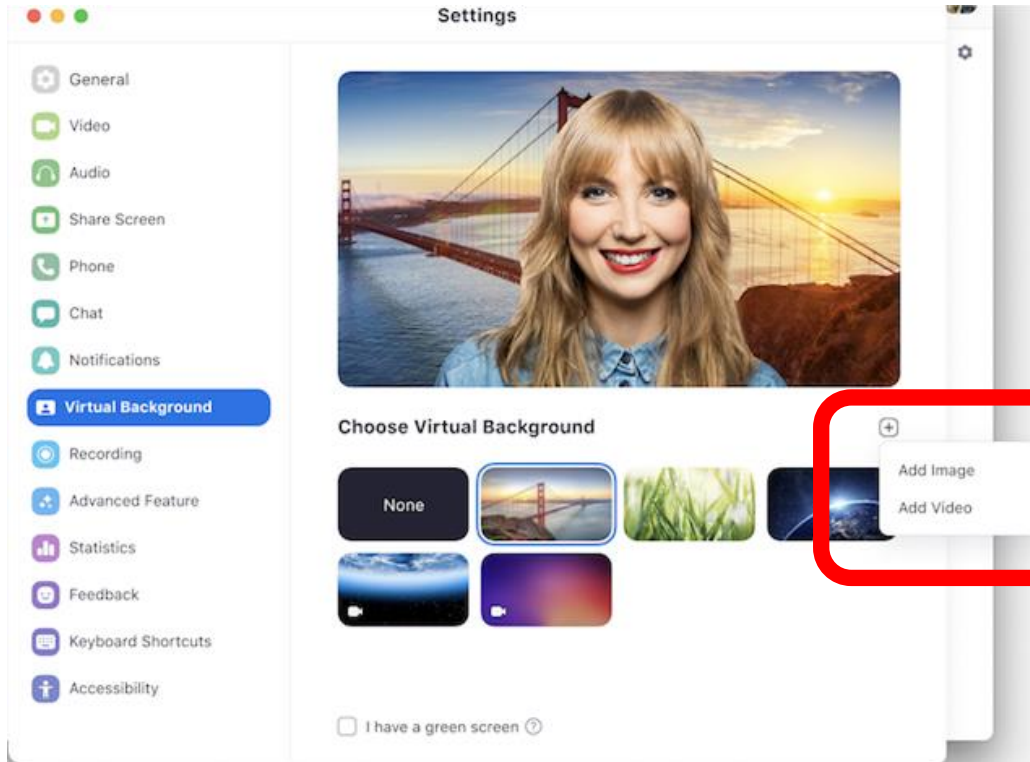 Settings
General
Video
Audio
Share Screen
Phone
Chat
Notifications
Virtual Background
Recording
Advanced Feature
Statistics
Feedback
Keyboard Shortcuts
Accessibility
Choose Virtual Background
Add Image
Add Video
None
I have a green screen